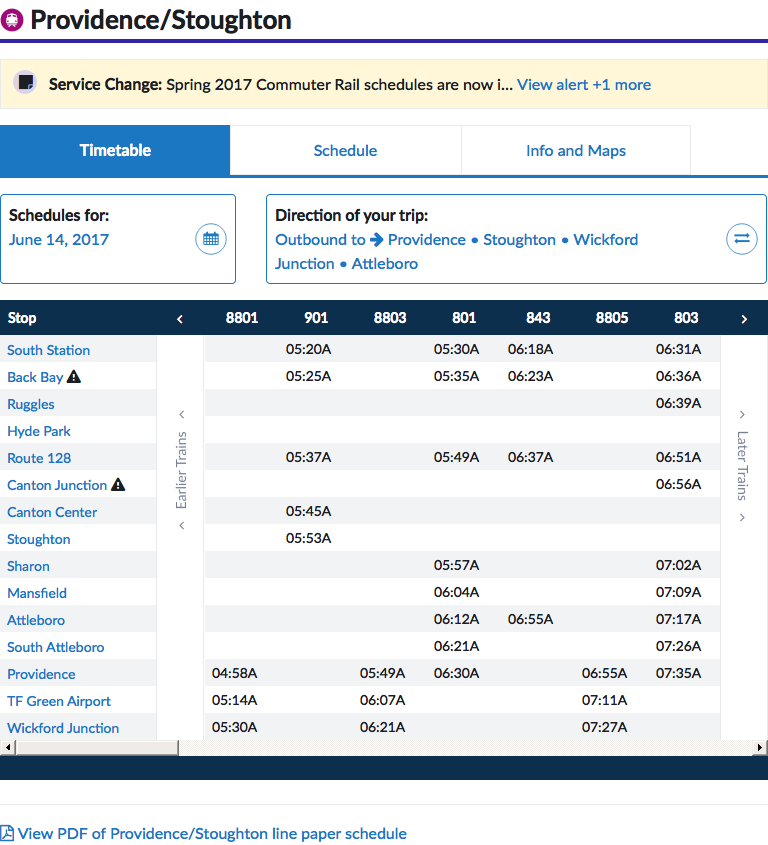 Providence/Stoughton
Service Change: Spring 2017 Commuter Rail schedules are now i... View alert +1 more
Timetable Schedule Info and Maps
Schedules for:
June 14, 2017
Direction of your trip:
Outbound to Providence • Stoughton • Wickford
Junction • Attleboro
Stop 8801 901 8803 801 843 8805 803
South Station 05:20A 05:30A 06:18A 06:31A
Back Bay 05:25A 05:35A 06:23A 06:36A
Ruggles 06:39A
Hyde Park
Route 128 05:37A 05:49A 06:37A 06:51A
Canton Junction 06:56A
Canton Center 05:45A
Stoughton 05:53A
Sharon 05:57A 07:02A
Mansfield 06:04A 07:09A
Attleboro 06:12A 06:55A 07:17A
South Attleboro 06:21A 07:26A
Providence 04:58A 05:49A 06:30A 06:55A 07:35A
TF Green Airport 05:14A 06:07A 07:11A
Wickford Junction 05:30A 06:21A 07:27A
Earlier Trains
Later Trains
View PDF of Providence/Stoughton line paper schedule